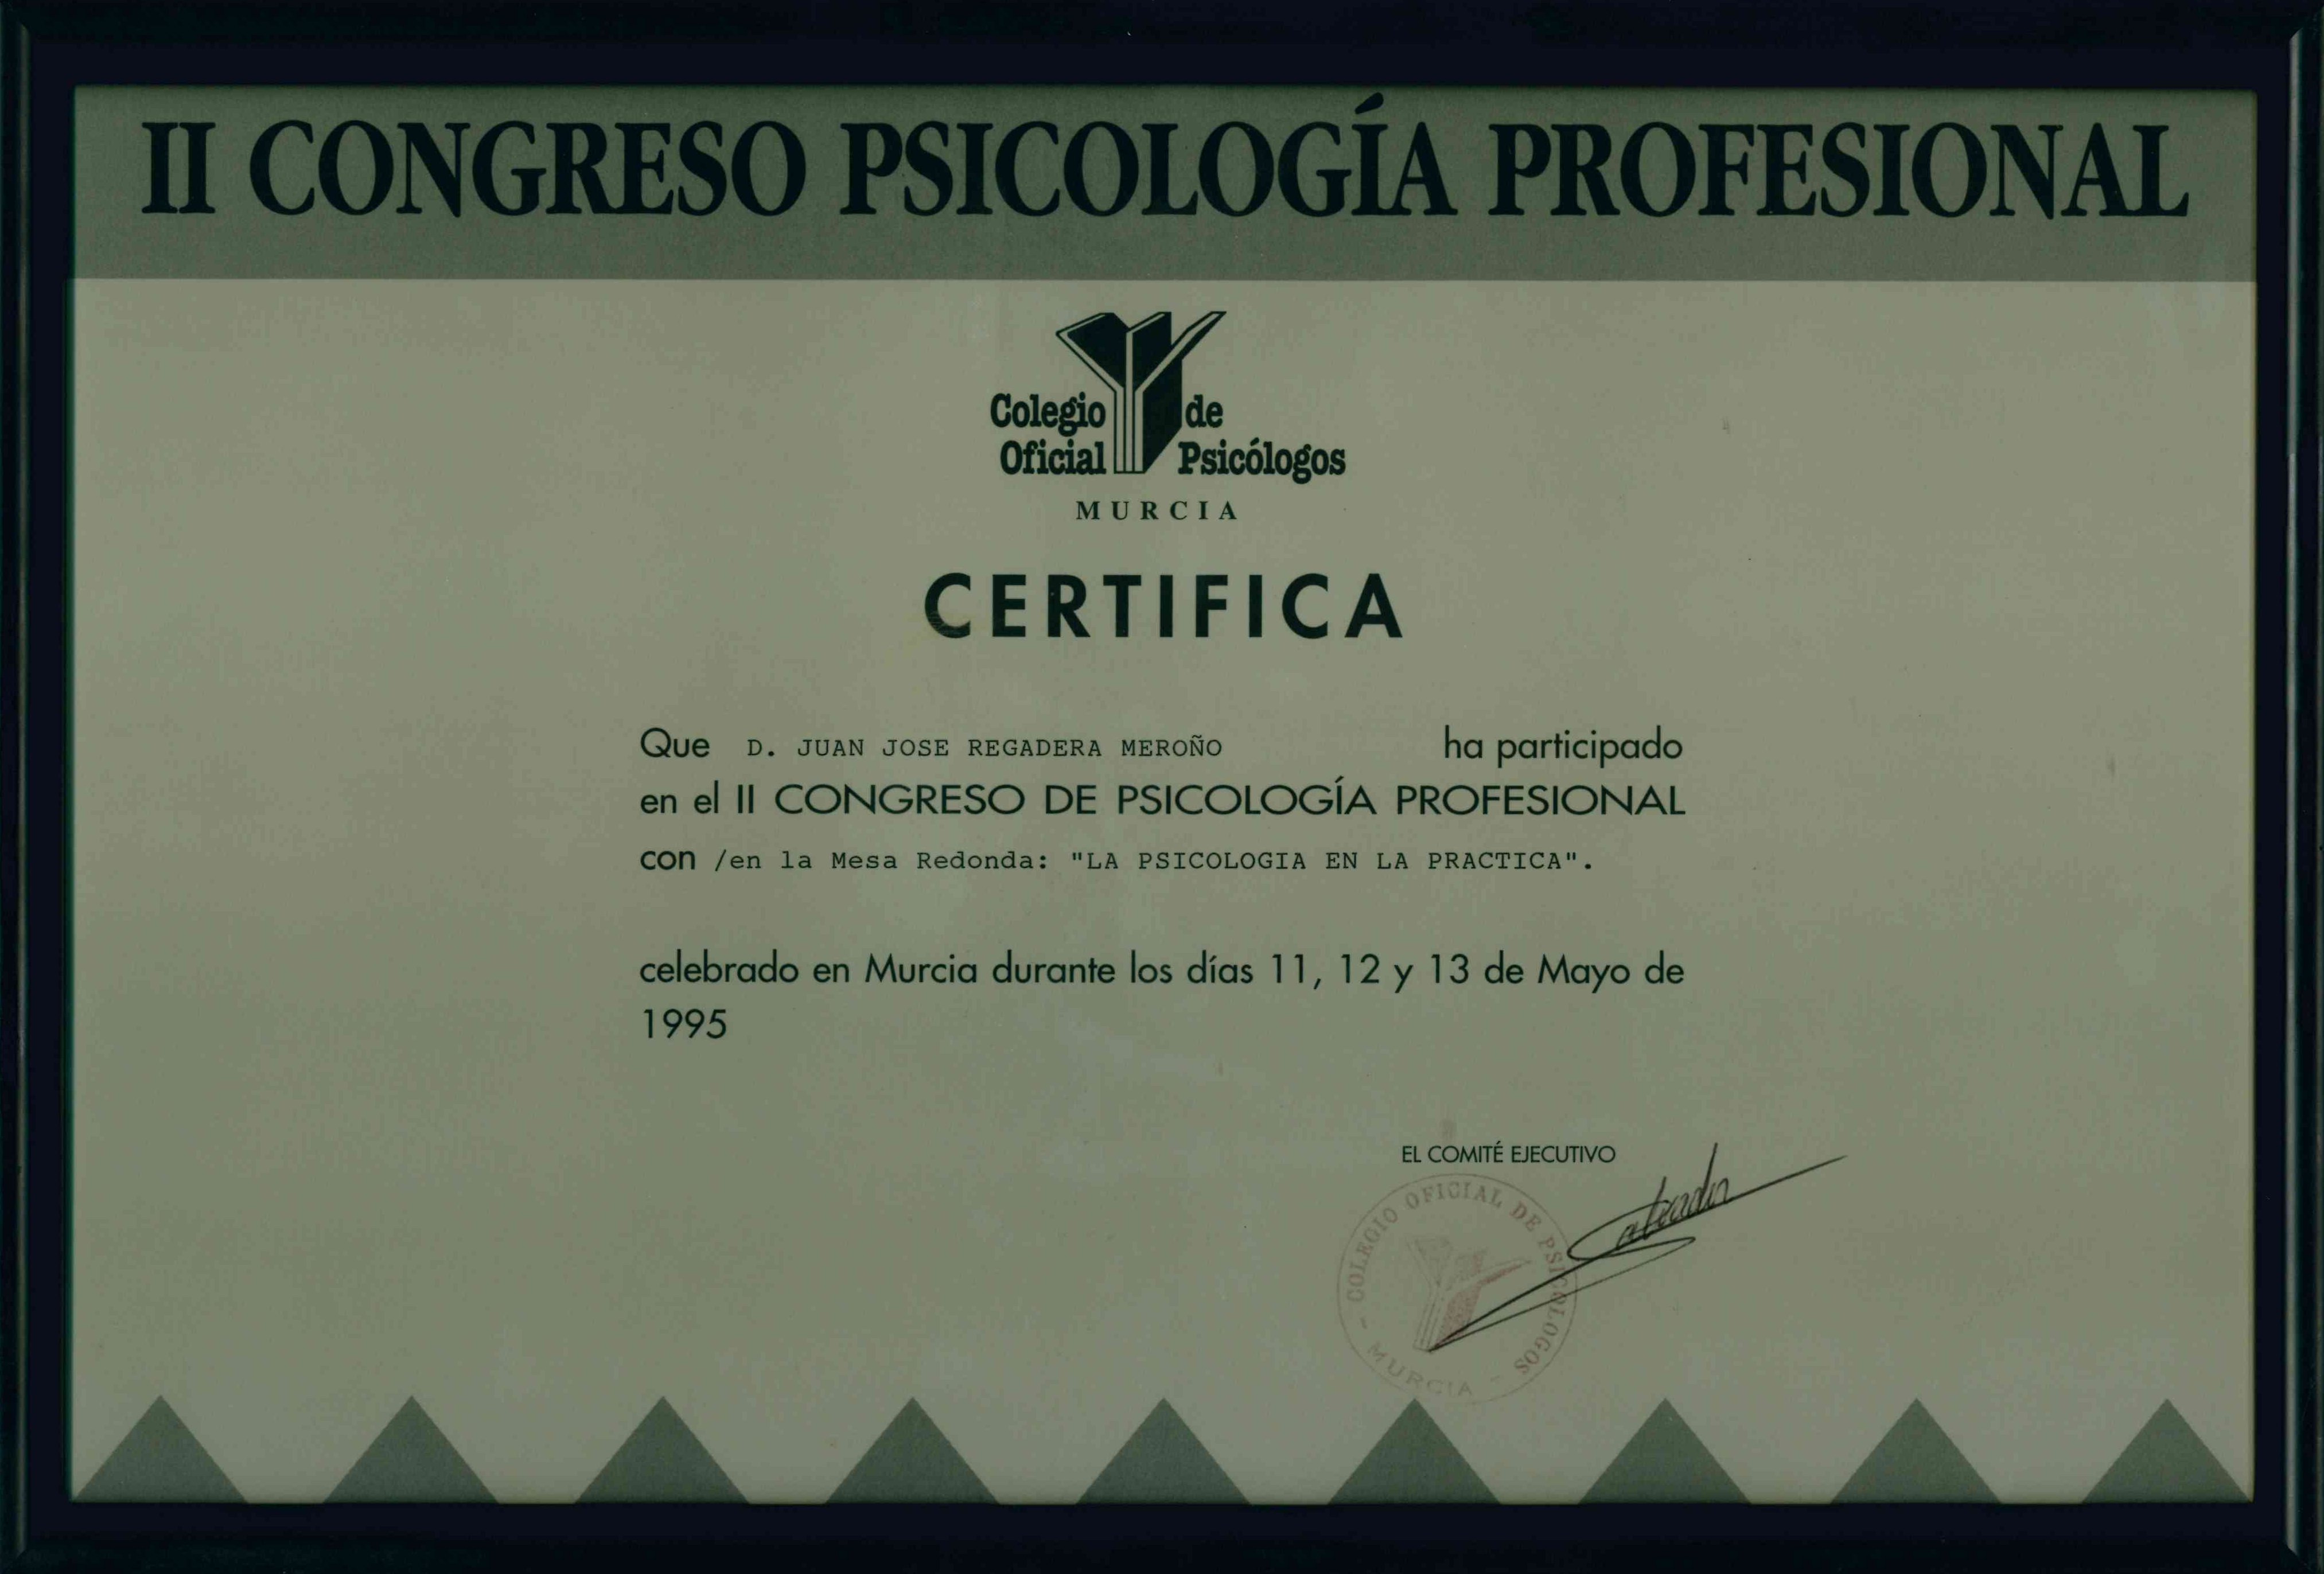 II CONGRESO PSICOLOGÍA PROFESIONAL
Colegio de
Oficial Psicólogos
MURCIA
CERTIFICA
Que D. JUAN JOSE REGADERA MEROÑO ha participado
en el II CONGRESO DE PSICOLOGÍA PROFESIONAL
con /en la Mesa Redonda: "LA PSICOLOGIA EN LA PRACTICA".
celebrado en Murcia durante los días 11, 12 y 13 de Mayo de
1995
EL COMITÉ EJECUTIVO
COLEGIO OFICIAL DE PSICOLOGOS
- MURCIA -